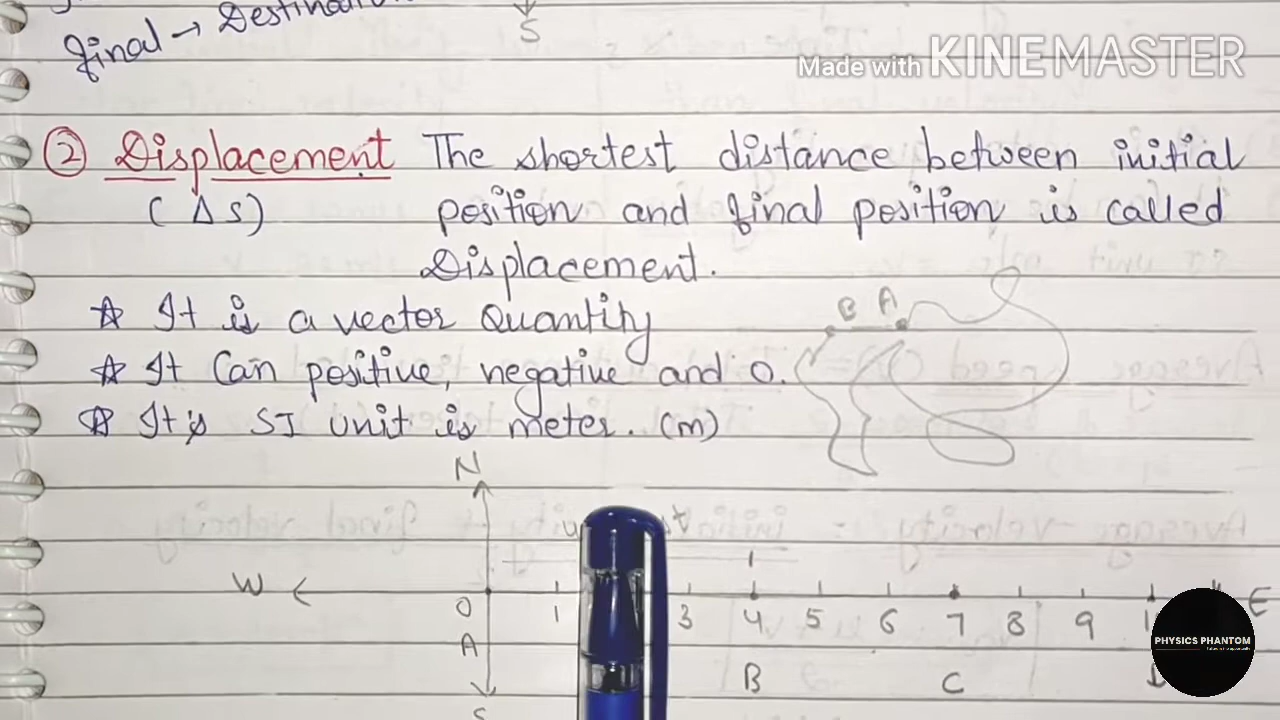 final → Destination
S
Made with KINEMASTER
② Displacement The shortest distance between initial
(Δs) position and final position is called
Displacement.
☆ It is a vector Quantity
B A
☆ It Can positive, negative and 0.
☆ It's SI unit is meter. (m)
N
W E
0 1 3 4 5 6 7 8 9
A B C
S
PHYSICS PHANTOM